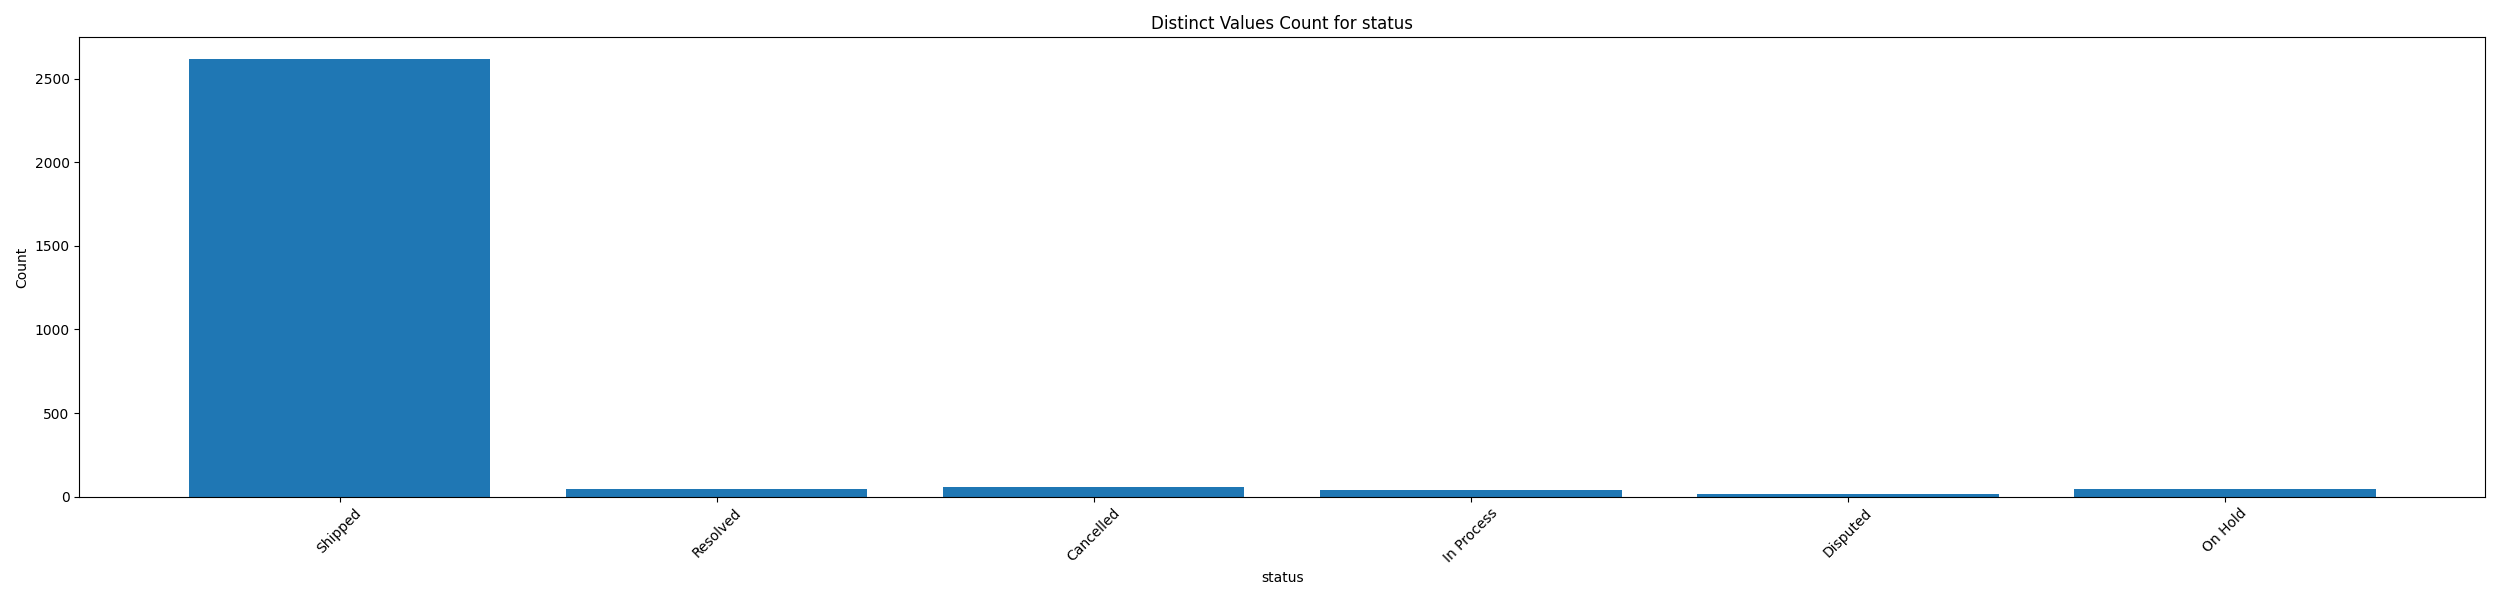 Distinct Values Count for status
Count
2500
2000
1500
1000
500
0
Shipped
Resolved
Cancelled
In Process
Disputed
On Hold
status